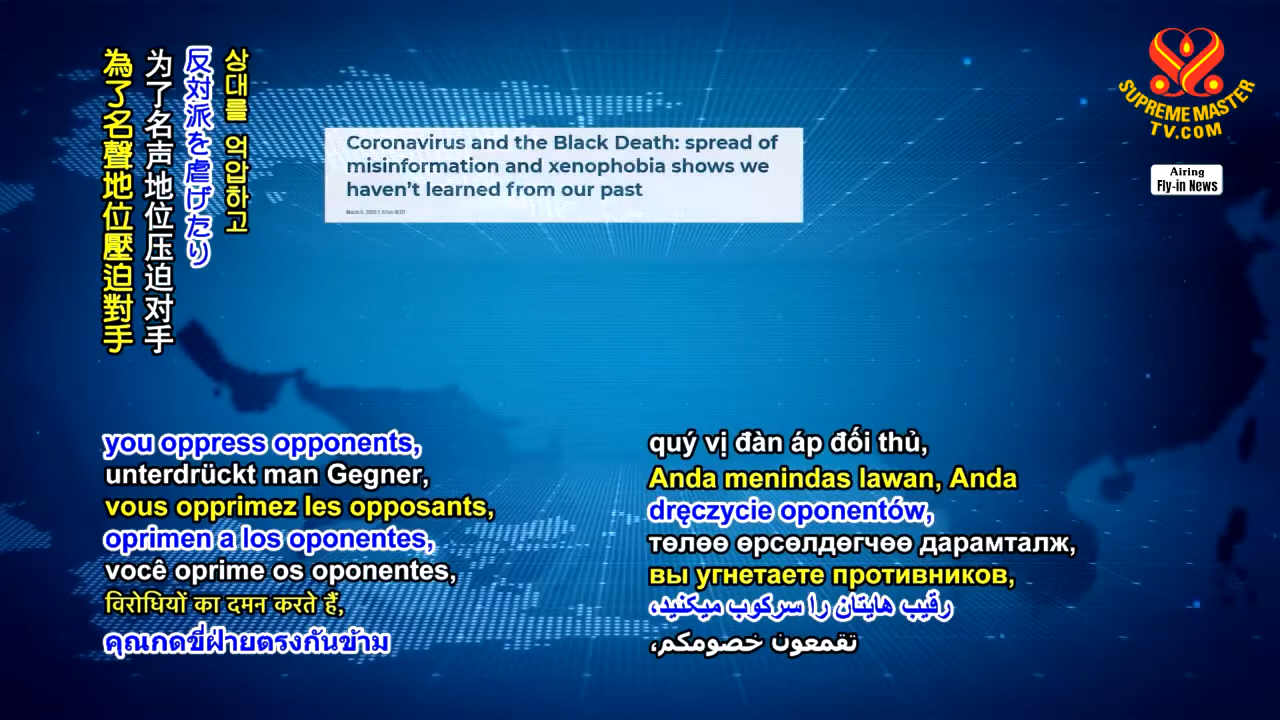 상대를 억압하고
反対派を虐げたり
为了名声地位压迫对手
為了名聲地位壓迫對手
Coronavirus and the Black Death: spread of
misinformation and xenophobia shows we
haven’t learned from our past
SUPREME MASTER
TV.COM
Airing
Fly-in News
you oppress opponents,
unterdrückt man Gegner,
vous opprimez les opposants,
oprimen a los oponentes,
você oprime os oponentes,
विरोधियों का दमन करते हैं,
คุณกดขี่ฝ่ายตรงกันข้าม
quý vị đàn áp đối thủ,
Anda menindas lawan, Anda
dręczycie oponentów,
төлөө өрсөлдөгчөө дарамталж,
вы угнетаете противников,
رقیب هایتان را سرکوب میکنید،
تقمعون خصومكم،